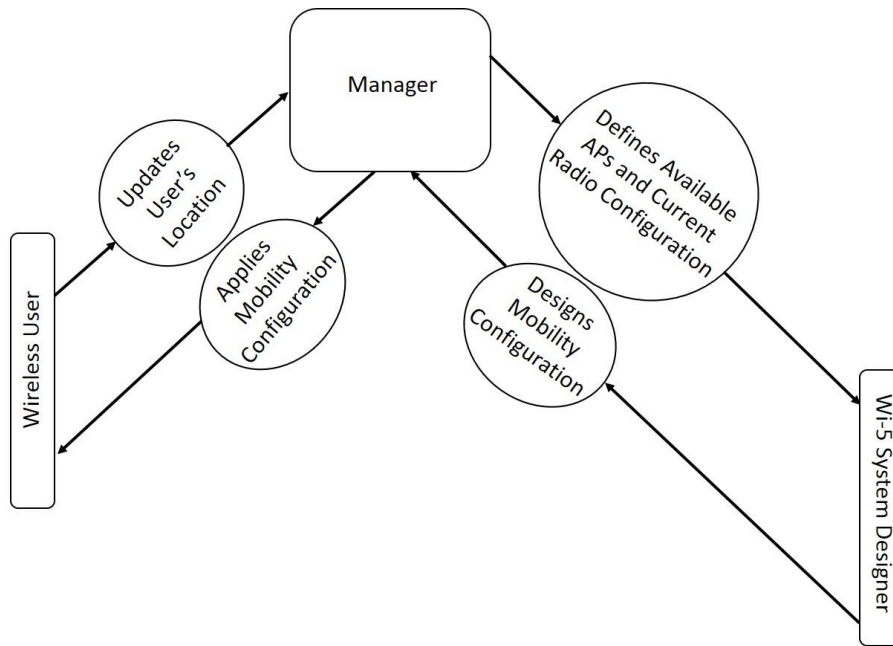 Manager
Updates
User's
Location
Applies
Mobility
Configuration
Defines Available
APs and Current
Radio Configuration
Designs
Mobility
Configuration
Wireless User
Wi-5 System Designer